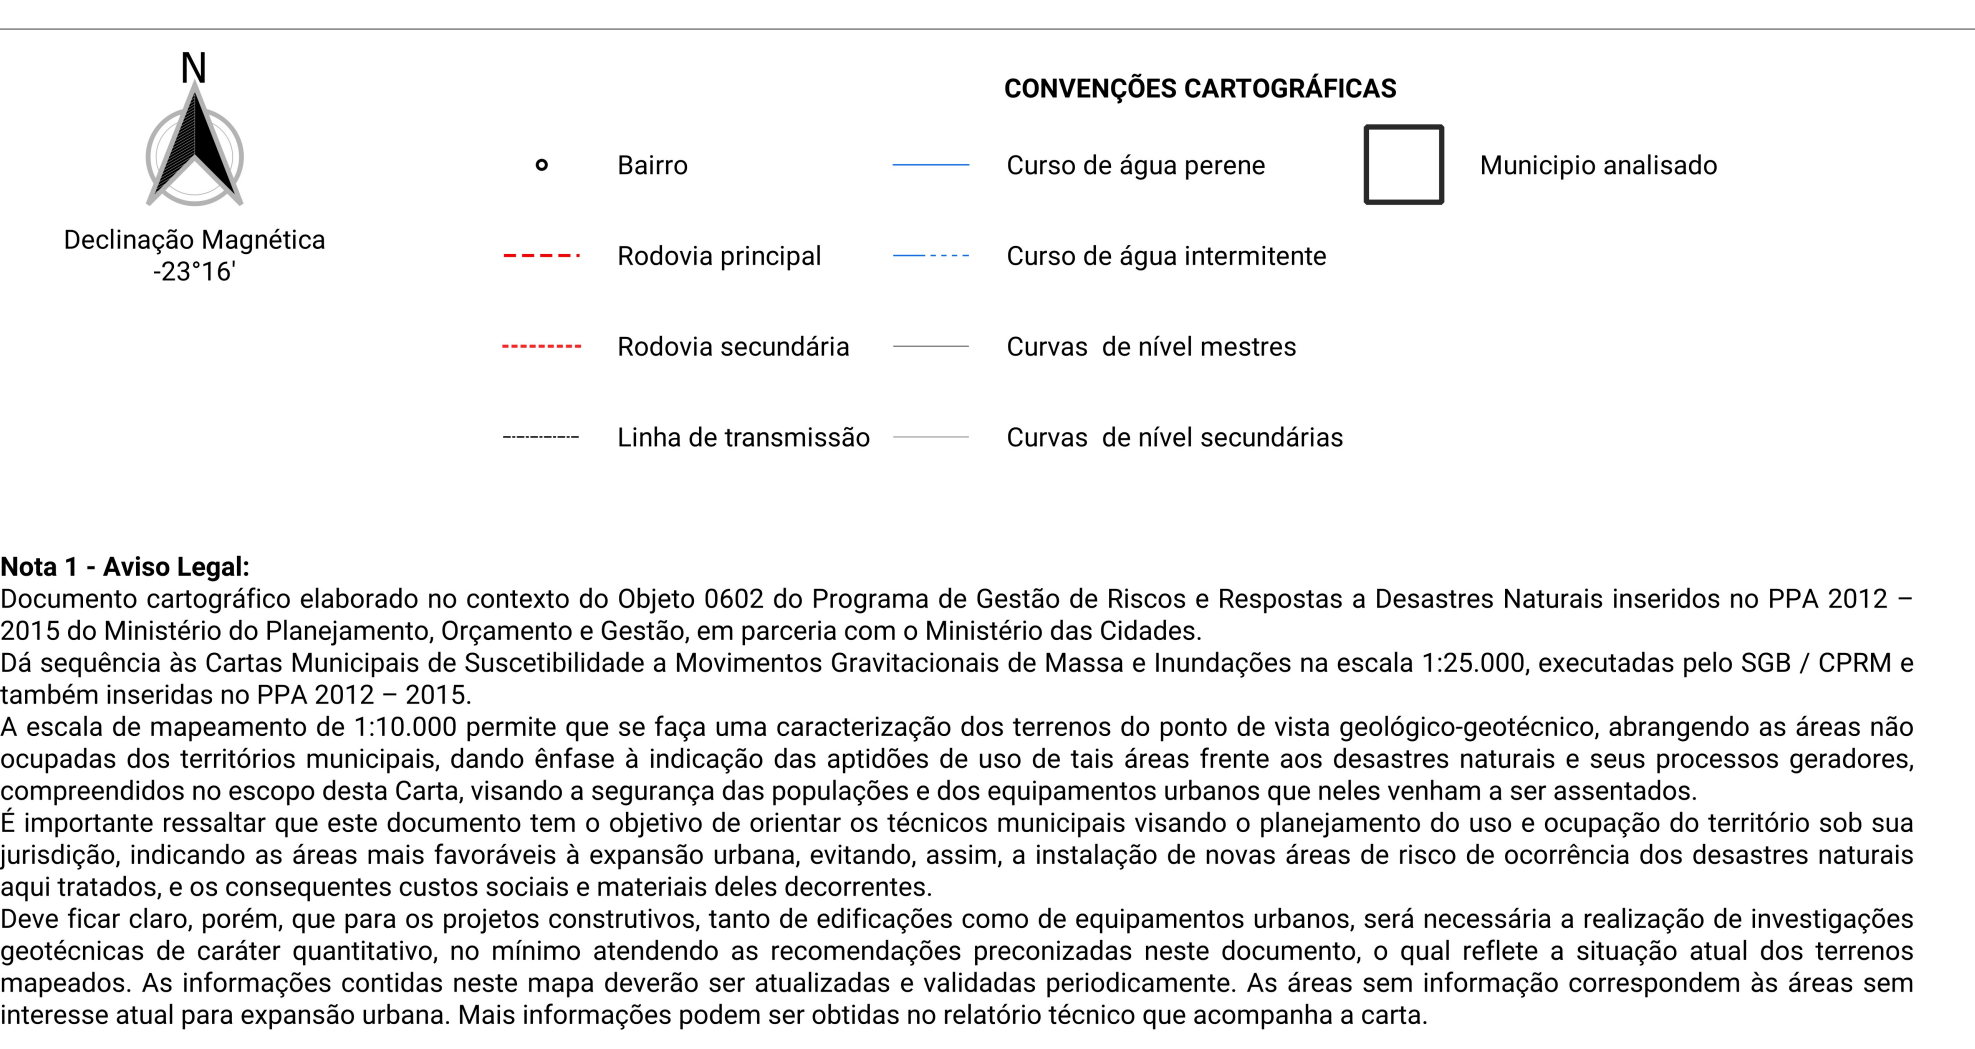 N
Declinação Magnética
-23°16'
CONVENÇÕES CARTOGRÁFICAS
Bairro
Curso de água perene
Municipio analisado
Rodovia principal
Curso de água intermitente
Rodovia secundária
Curvas  de nível mestres
Linha de transmissão
Curvas  de nível secundárias
Nota 1 - Aviso Legal:
Documento cartográfico elaborado no contexto do Objeto 0602 do Programa de Gestão de Riscos e Respostas a Desastres Naturais inseridos no PPA 2012 –
2015 do Ministério do Planejamento, Orçamento e Gestão, em parceria com o Ministério das Cidades.
Dá sequência às Cartas Municipais de Suscetibilidade a Movimentos Gravitacionais de Massa e Inundações na escala 1:25.000, executadas pelo SGB / CPRM e
também inseridas no PPA 2012 – 2015.
A escala de mapeamento de 1:10.000 permite que se faça uma caracterização dos terrenos do ponto de vista geológico-geotécnico, abrangendo as áreas não
ocupadas dos territórios municipais, dando ênfase à indicação das aptidões de uso de tais áreas frente aos desastres naturais e seus processos geradores,
compreendidos no escopo desta Carta, visando a segurança das populações e dos equipamentos urbanos que neles venham a ser assentados.
É importante ressaltar que este documento tem o objetivo de orientar os técnicos municipais visando o planejamento do uso e ocupação do território sob sua
jurisdição, indicando as áreas mais favoráveis à expansão urbana, evitando, assim, a instalação de novas áreas de risco de ocorrência dos desastres naturais
aqui tratados, e os consequentes custos sociais e materiais deles decorrentes.
Deve ficar claro, porém, que para os projetos construtivos, tanto de edificações como de equipamentos urbanos, será necessária a realização de investigações
geotécnicas de caráter quantitativo, no mínimo atendendo as recomendações preconizadas neste documento, o qual reflete a situação atual dos terrenos
mapeados. As informações contidas neste mapa deverão ser atualizadas e validadas periodicamente. As áreas sem informação correspondem às áreas sem
interesse atual para expansão urbana. Mais informações podem ser obtidas no relatório técnico que acompanha a carta.